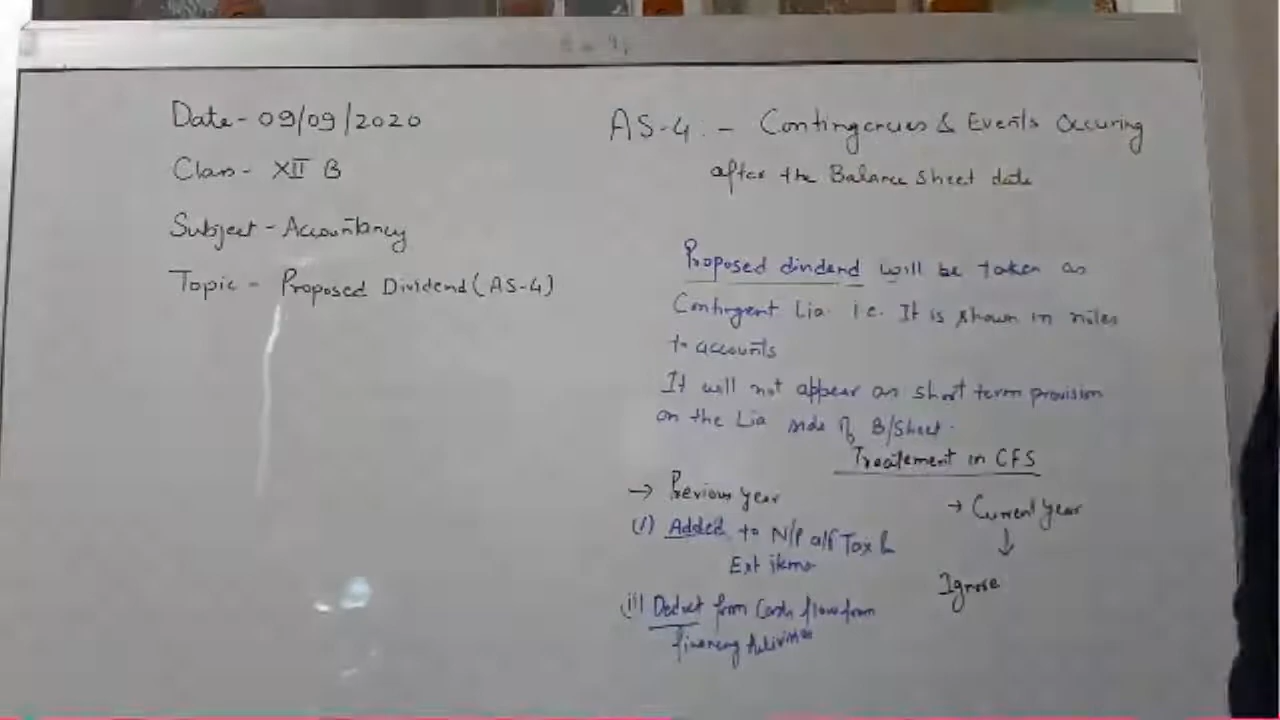 Date - 09/09/2020
Class - XII B
Subject - Accountancy
Topic - Proposed Dividend (AS-4)
AS-4 - Contingencies & Events Occuring
after the Balance sheet date
Proposed dindend will be taken as
Contingent Lia. i.e. It is shown in notes
to accounts
It will not appear as short term provision
on the Lia side of B/Sheet.
Treatement in CFS
→ Previous year
(i) Added to N/P a/f Tax &
Ext items
(ii) Deduct from Cash flow from
financing Activities
→ Current year
↓
Ignore